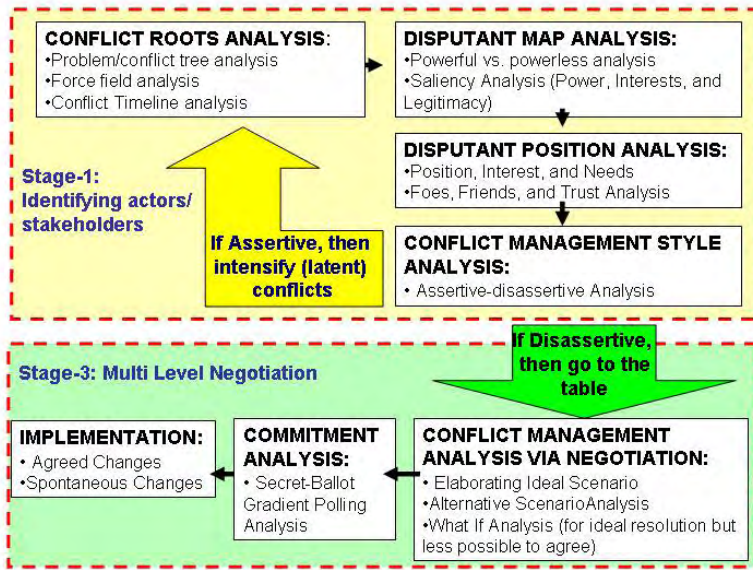 CONFLICT ROOTS ANALYSIS:
•Problem/conflict tree analysis
•Force field analysis
•Conflict Timeline analysis
DISPUTANT MAP ANALYSIS:
•Powerful vs. powerless analysis
•Saliency Analysis (Power, Interests, and
Legitimacy)
DISPUTANT POSITION ANALYSIS:
•Position, Interest, and Needs
•Foes, Friends, and Trust Analysis
Stage-1:
Identifying actors/
stakeholders
If Assertive, then
intensify (latent)
conflicts
CONFLICT MANAGEMENT STYLE
ANALYSIS:
• Assertive-disassertive Analysis
If Disassertive,
then go to the
table
Stage-3: Multi Level Negotiation
CONFLICT MANAGEMENT
ANALYSIS VIA NEGOTIATION:
• Elaborating Ideal Scenario
•Alternative ScenarioAnalysis
•What If Analysis (for ideal resolution but
less possible to agree)
COMMITMENT
ANALYSIS:
• Secret-Ballot
Gradient Polling
Analysis
IMPLEMENTATION:
• Agreed Changes
•Spontaneous Changes